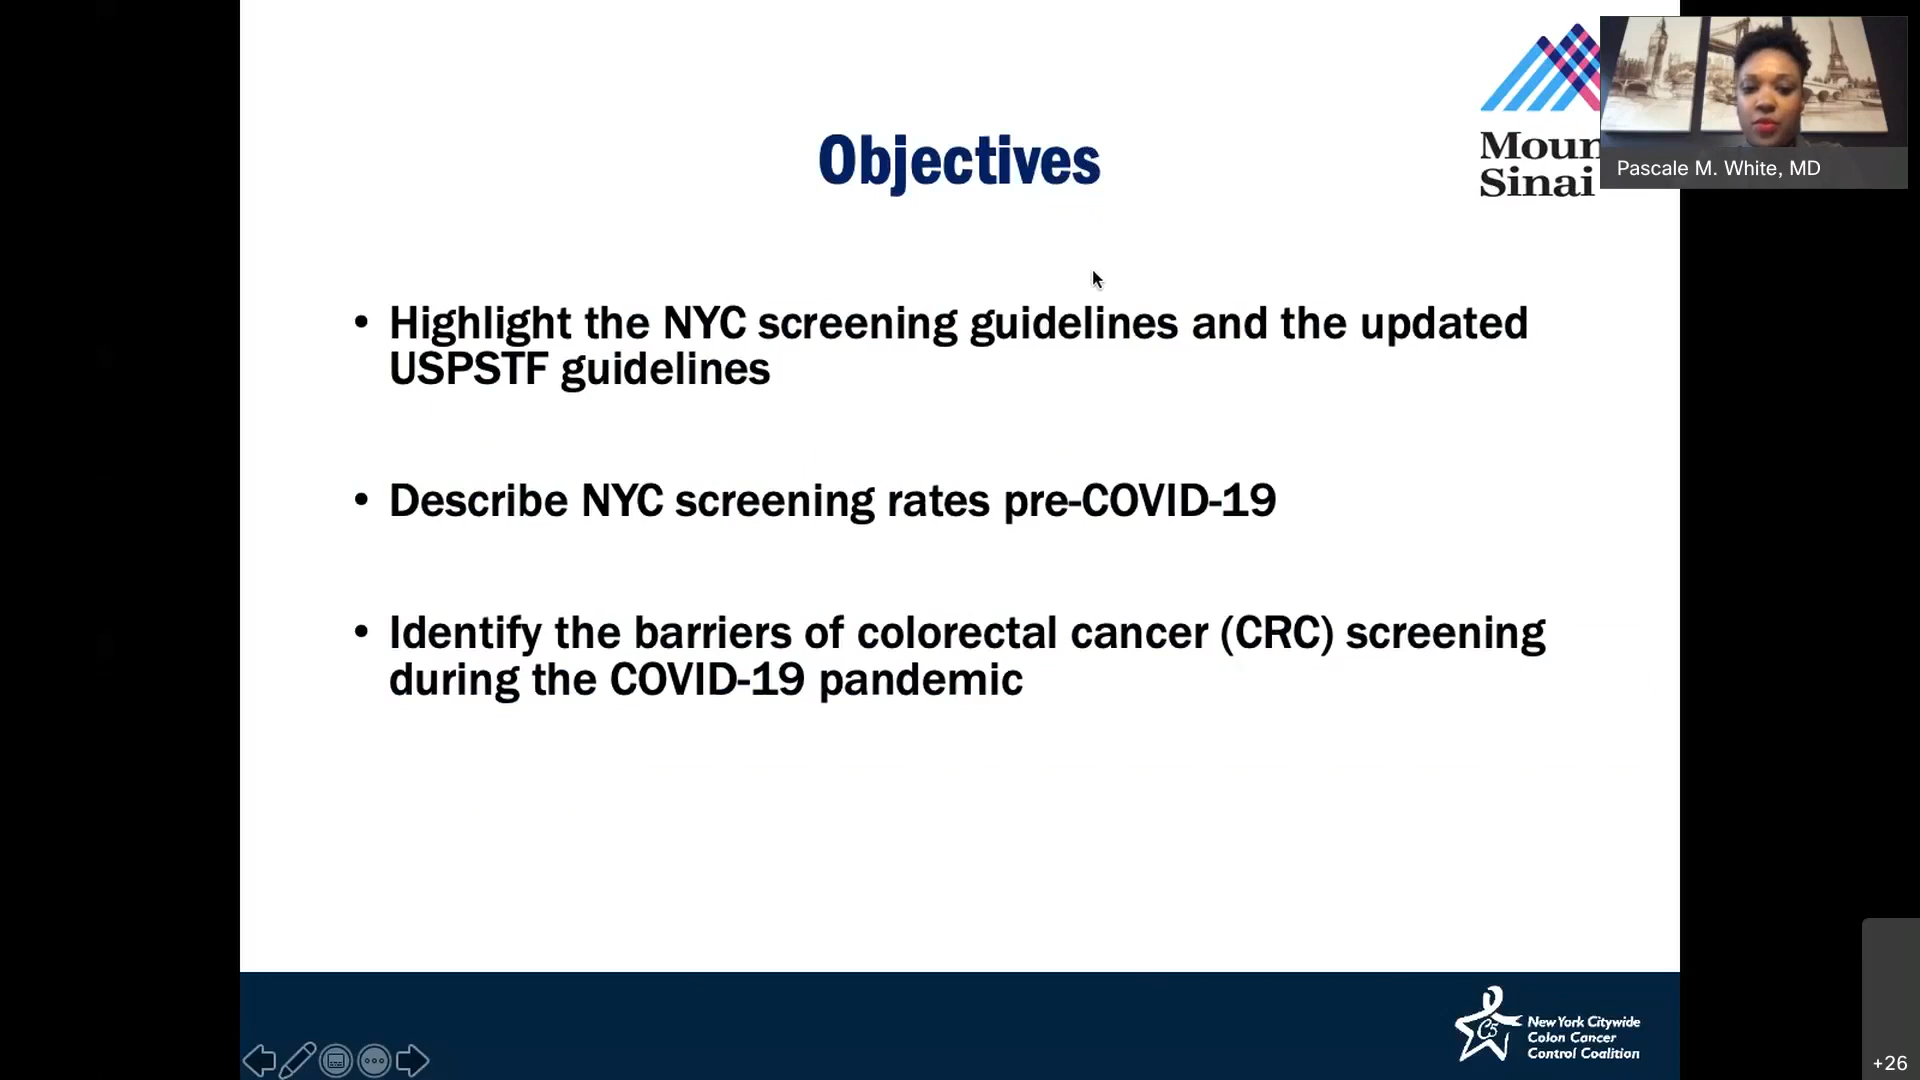 Objectives
Moun
Sinai
Pascale M. White, MD
• Highlight the NYC screening guidelines and the updated
USPSTF guidelines
• Describe NYC screening rates pre-COVID-19
• Identify the barriers of colorectal cancer (CRC) screening
during the COVID-19 pandemic
C5
New York Citywide
Colon Cancer
Control Coalition
+26